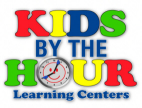 KIDS
BY THE
HOUR
Learning Centers